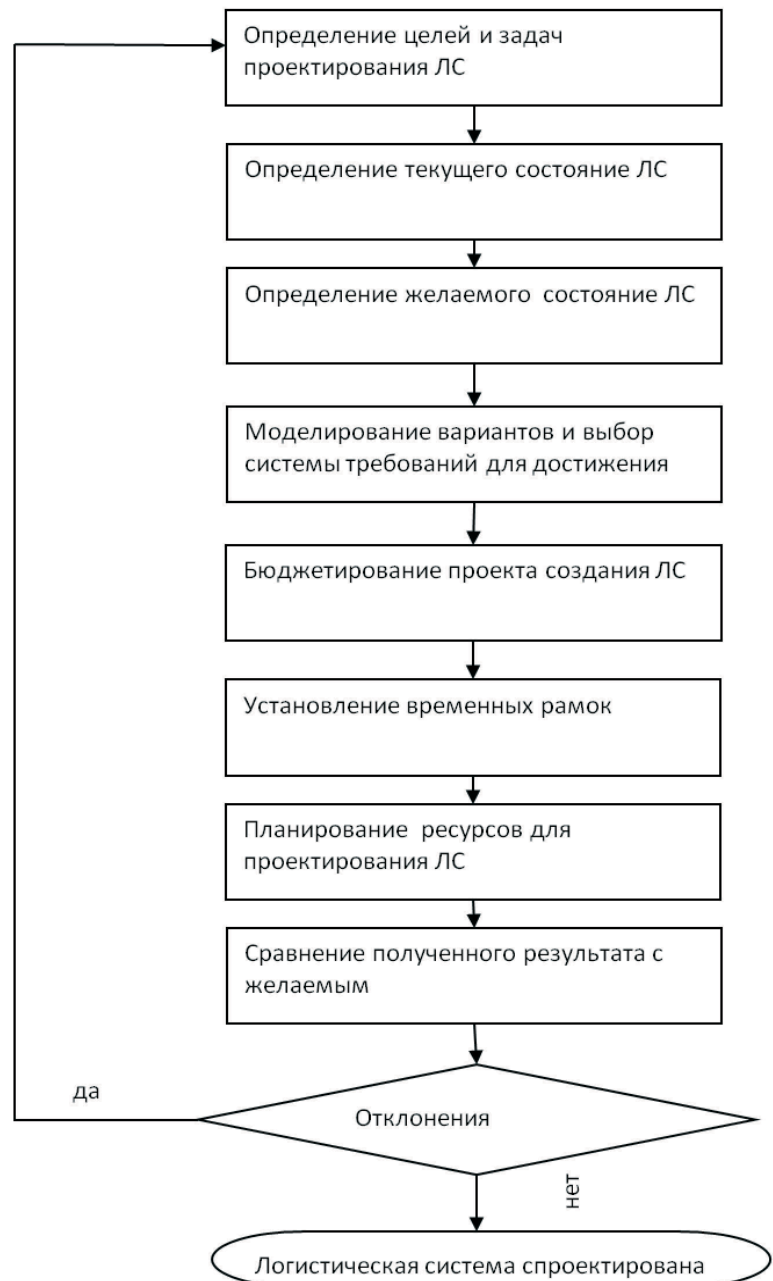 Определение целей и задач
проектирования ЛС
Определение текущего состояние ЛС
Определение желаемого состояние ЛС
Моделирование вариантов и выбор
системы требований для достижения
Бюджетирование проекта создания ЛС
Установление временных рамок
Планирование ресурсов для
проектирования ЛС
Сравнение полученного результата с
желаемым
да
Отклонения
нет
Логистическая система спроектирована